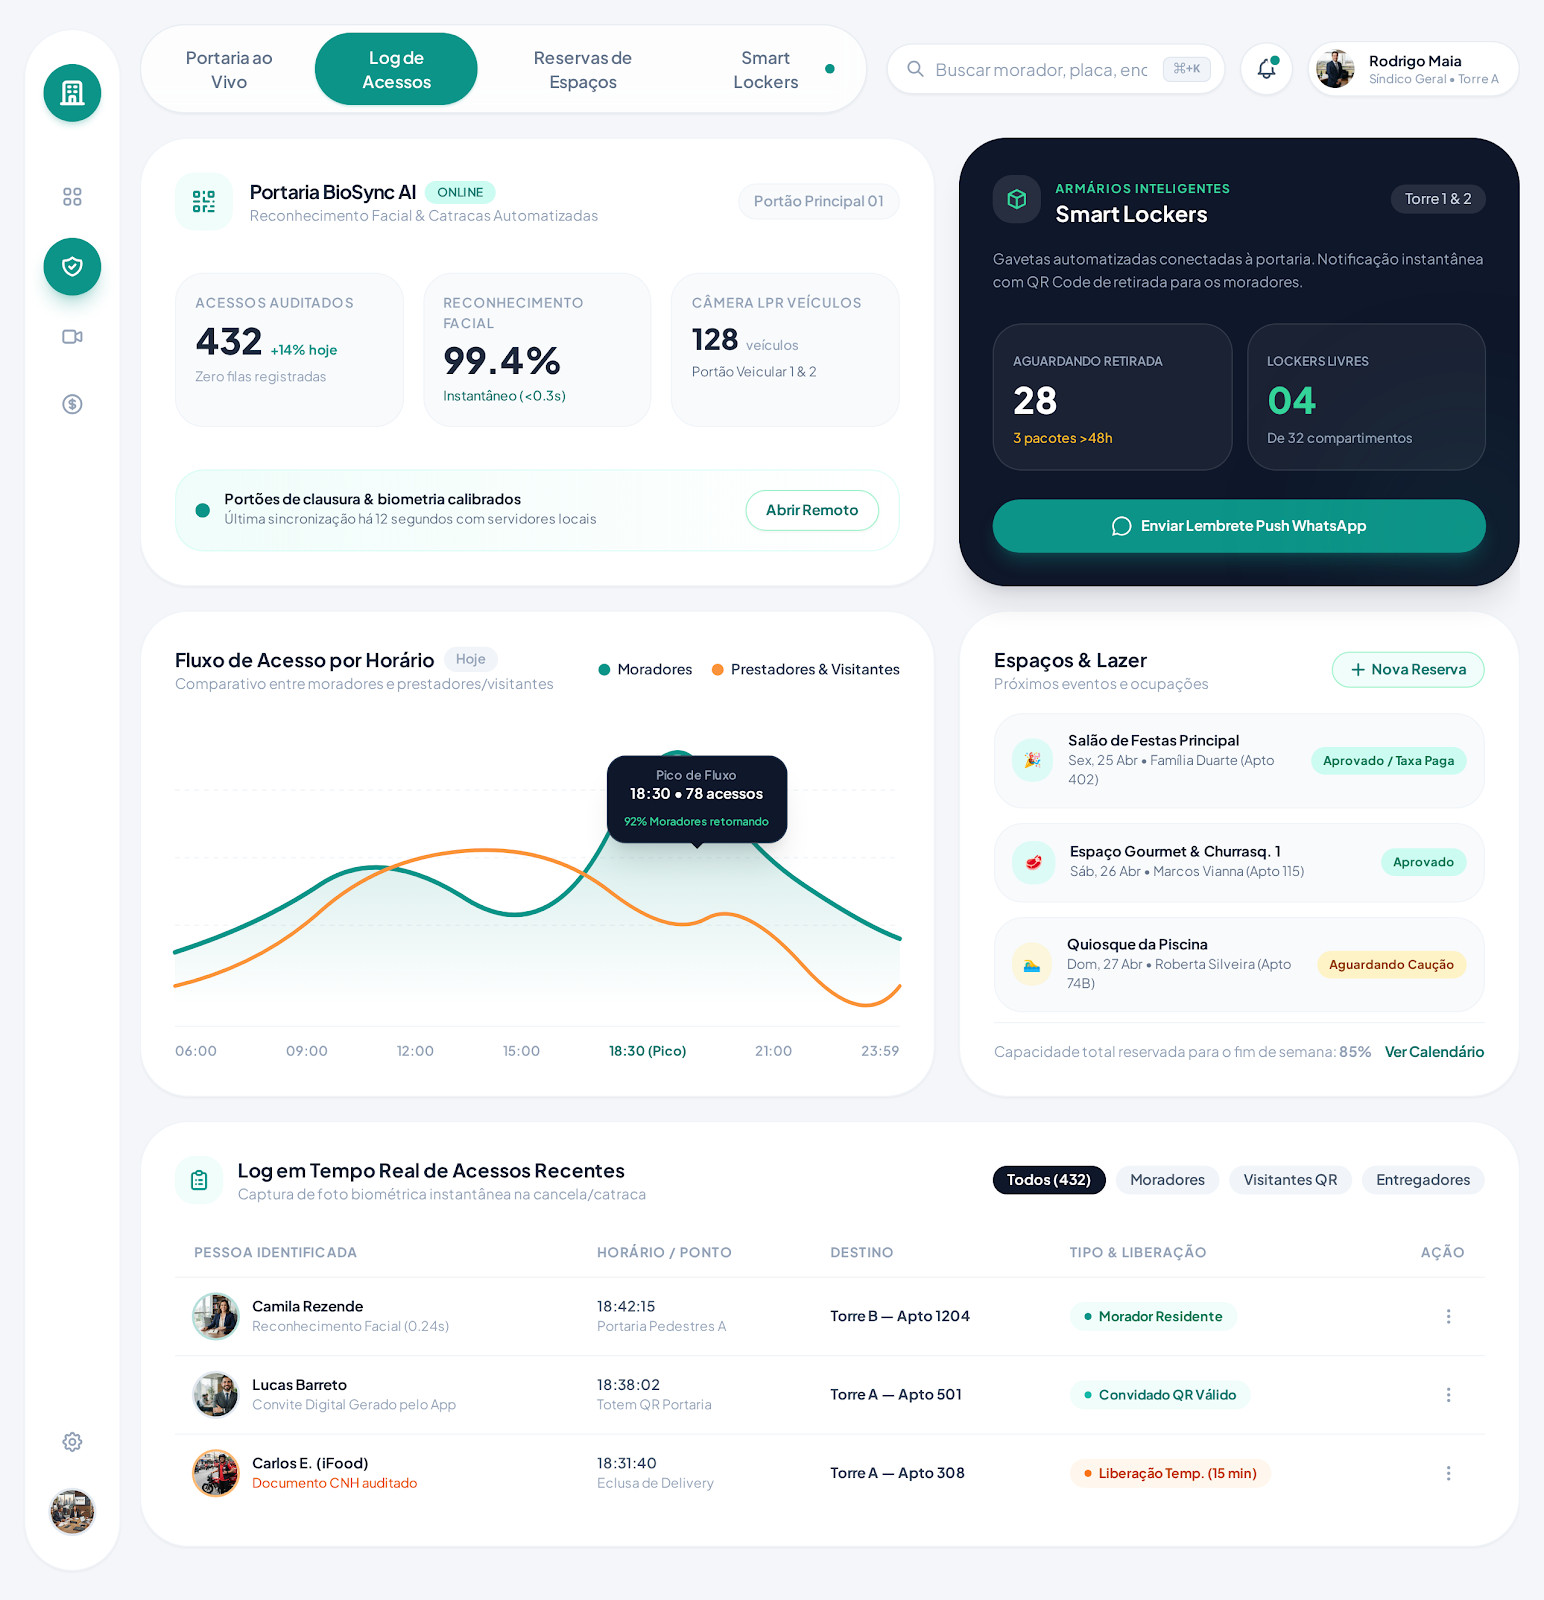 Portaria ao
Vivo
Log de
Acessos
Reservas de
Espaços
Smart
Lockers
Buscar morador, placa, enc
⌘+K
Rodrigo Maia
Síndico Geral • Torre A
Portaria BioSync AI
ONLINE
Reconhecimento Facial & Catracas Automatizadas
Portão Principal 01
ACESSOS AUDITADOS
432 +14% hoje
Zero filas registradas
RECONHECIMENTO
FACIAL
99.4%
Instantâneo (<0.3s)
CÂMERA LPR VEÍCULOS
128 veículos
Portão Veicular 1 & 2
Portões de clausura & biometria calibrados
Última sincronização há 12 segundos com servidores locais
Abrir Remoto
ARMÁRIOS INTELIGENTES
Smart Lockers
Torre 1 & 2
Gavetas automatizadas conectadas à portaria. Notificação instantânea
com QR Code de retirada para os moradores.
AGUARDANDO RETIRADA
28
3 pacotes >48h
LOCKERS LIVRES
04
De 32 compartimentos
Enviar Lembrete Push WhatsApp
Fluxo de Acesso por Horário
Hoje
Comparativo entre moradores e prestadores/visitantes
Moradores
Prestadores & Visitantes
Pico de Fluxo
18:30 • 78 acessos
92% Moradores retornando
06:00 09:00 12:00 15:00 18:30 (Pico) 21:00 23:59
Espaços & Lazer
Próximos eventos e ocupações
+ Nova Reserva
Salão de Festas Principal
Sex, 25 Abr • Família Duarte (Apto
402)
Aprovado / Taxa Paga
Espaço Gourmet & Churrasq. 1
Sáb, 26 Abr • Marcos Vianna (Apto 115)
Aprovado
Quiosque da Piscina
Dom, 27 Abr • Roberta Silveira (Apto
74B)
Aguardando Caução
Capacidade total reservada para o fim de semana: 85%
Ver Calendário
Log em Tempo Real de Acessos Recentes
Captura de foto biométrica instantânea na cancela/catraca
Todos (432)
Moradores
Visitantes QR
Entregadores
PESSOA IDENTIFICADA
HORÁRIO / PONTO
DESTINO
TIPO & LIBERAÇÃO
AÇÃO
Camila Rezende
Reconhecimento Facial (0.24s)
18:42:15
Portaria Pedestres A
Torre B — Apto 1204
Morador Residente
Lucas Barreto
Convite Digital Gerado pelo App
18:38:02
Totem QR Portaria
Torre A — Apto 501
Convidado QR Válido
Carlos E. (iFood)
Documento CNH auditado
18:31:40
Eclusa de Delivery
Torre A — Apto 308
Liberação Temp. (15 min)